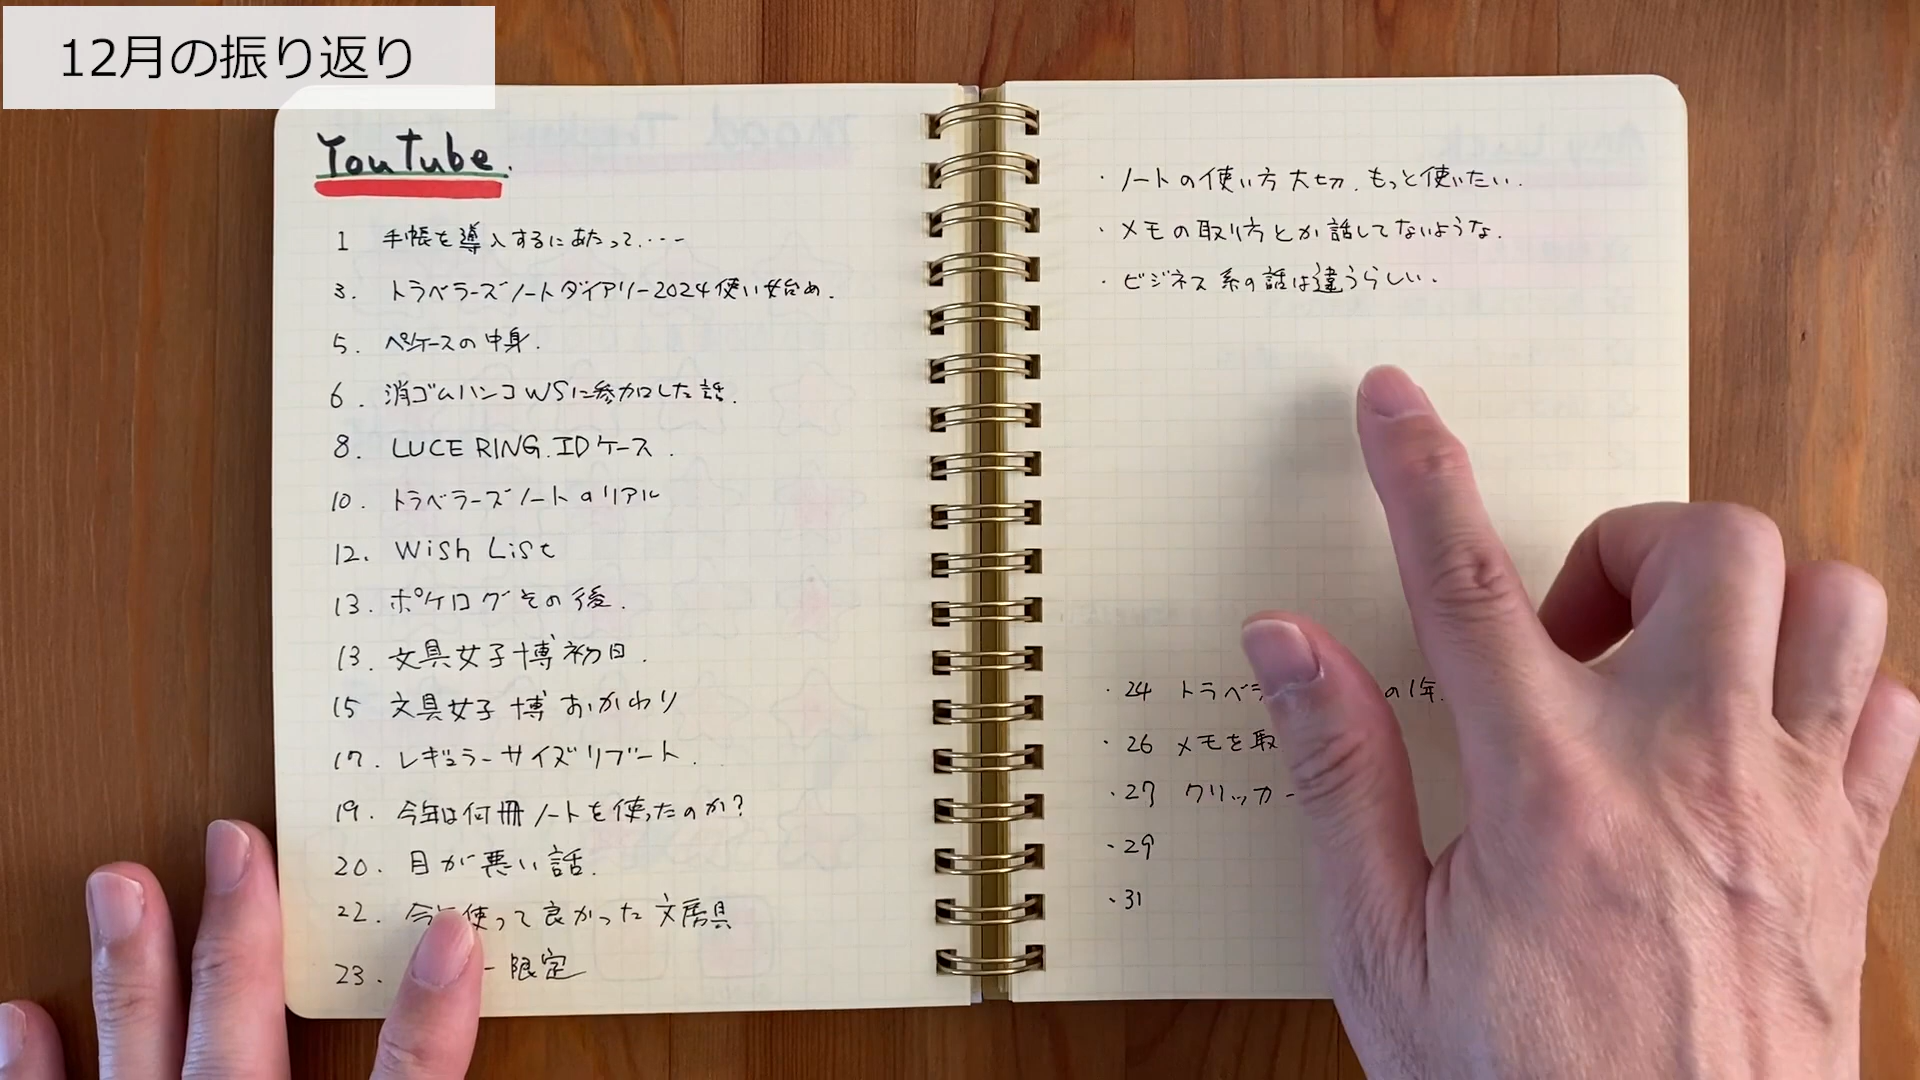 12月の振り返り
YouTube.
1 手帳を導入するにあたって....
3. トラベラーズノートダイアリー2024使い始め.
5. ペンケースの中身.
6. 消ゴムハンコWSに参加した話.
8. LUCE RING.IDケース.
10. トラベラーズノートのリアル
12. Wish List
13. ポケログその後.
13. 文具女子博初日.
15 文具女子博おかわり
17. レギュラーサイズリブート.
19. 今年は何冊ノートを使ったのか?
20. 目が悪い話.
22. 今 使って良かった文房具
23. ー限定
・ノートの使い方大切.もっと使いたい.
・メモの取り方とか話してないような.
・ビジネス系の話は違うらしい.
・24 トラベ の1年.
・26 メモを取
・27 クリッカー
・29
・31